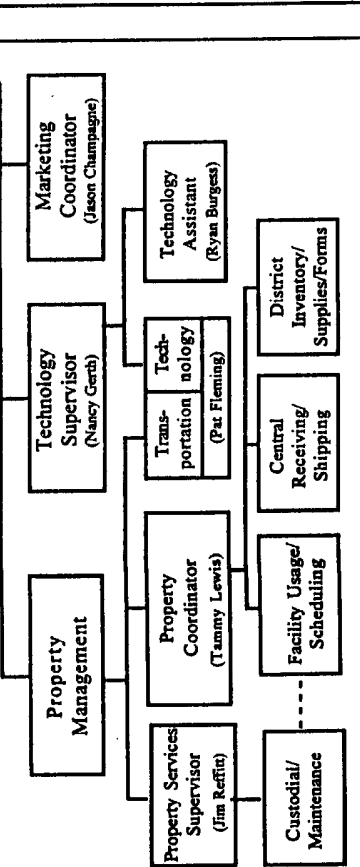 Property
Management
Technology
Supervisor
(Nancy Gerth)
Marketing
Coordinator
(Jason Champagne)
Property Services
Supervisor
(Jim Reffitt)
Property
Coordinator
(Tammy Lewis)
Trans-
portation
Tech-
nology
(Pat Fleming)
Technology
Assistant
(Ryan Burgess)
Custodial/
Maintenance
Facility Usage/
Scheduling
Central
Receiving/
Shipping
District
Inventory/
Supplies/Forms